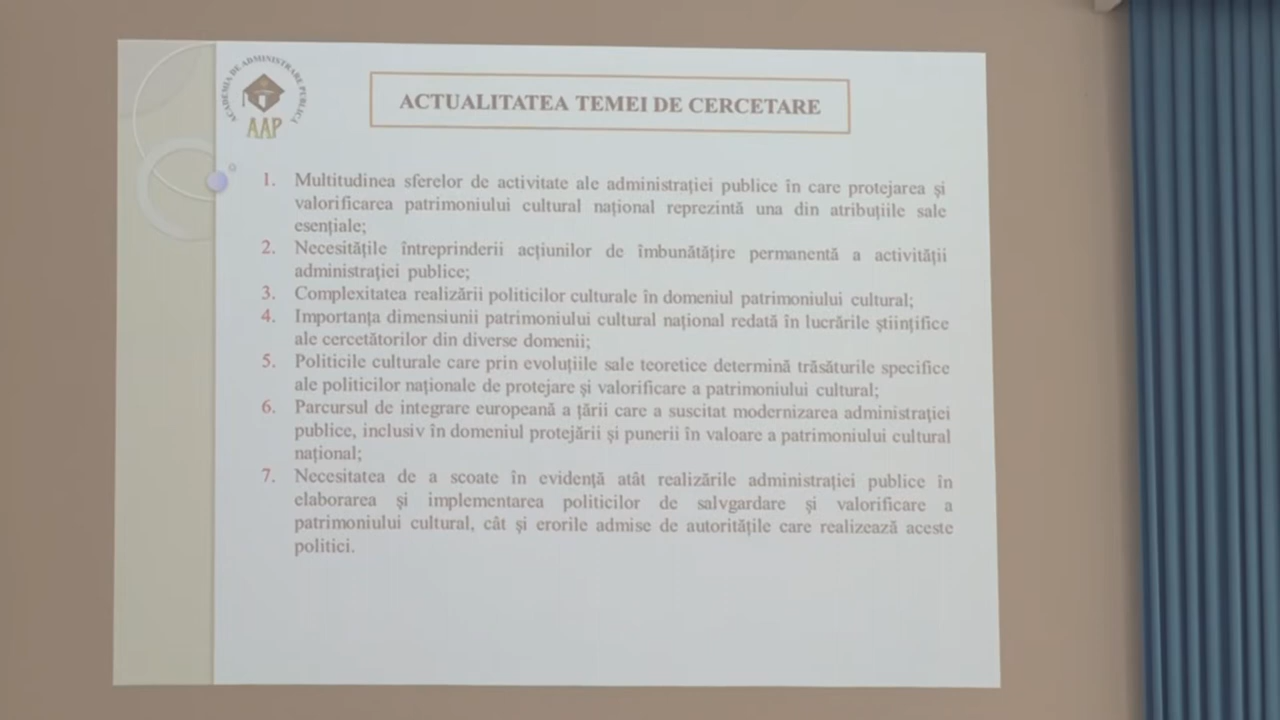 ACADEMIA DE ADMINISTRARE PUBLICĂ
AAP
ACTUALITATEA TEMEI DE CERCETARE
1. Multitudinea sferelor de activitate ale administrației publice în care protejarea și
valorificarea patrimoniului cultural național reprezintă una din atribuțiile sale
esențiale;
2. Necesitățile întreprinderii acțiunilor de îmbunătățire permanentă a activității
administrației publice;
3. Complexitatea realizării politicilor culturale în domeniul patrimoniului cultural;
4. Importanța dimensiunii patrimoniului cultural național redată în lucrările științifice
ale cercetătorilor din diverse domenii;
5. Politicile culturale care prin evoluțiile sale teoretice determină trăsăturile specifice
ale politicilor naționale de protejare și valorificare a patrimoniului cultural;
6. Parcursul de integrare europeană a țării care a suscitat modernizarea administrației
publice, inclusiv în domeniul protejării și punerii în valoare a patrimoniului cultural
național;
7. Necesitatea de a scoate în evidență atât realizările administrației publice în
elaborarea și implementarea politicilor de salvgardare și valorificare a
patrimoniului cultural, cât și erorile admise de autoritățile care realizează aceste
politici.